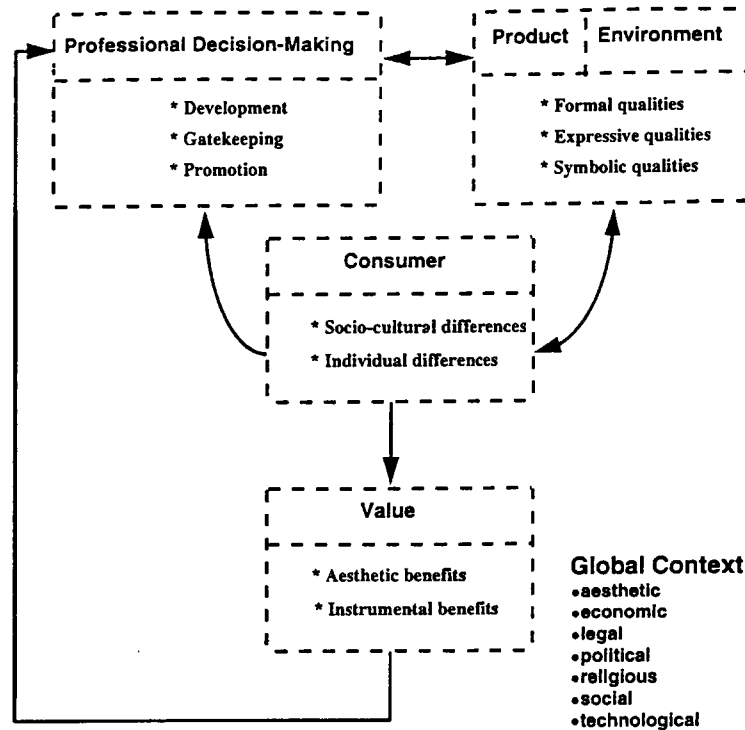 Professional Decision-Making
* Development
* Gatekeeping
* Promotion
Product Environment
* Formal qualities
* Expressive qualities
* Symbolic qualities
Consumer
* Socio-cultural differences
* Individual differences
Value
* Aesthetic benefits
* Instrumental benefits
Global Context
•aesthetic
•economic
•legal
•political
•religious
•social
•technological